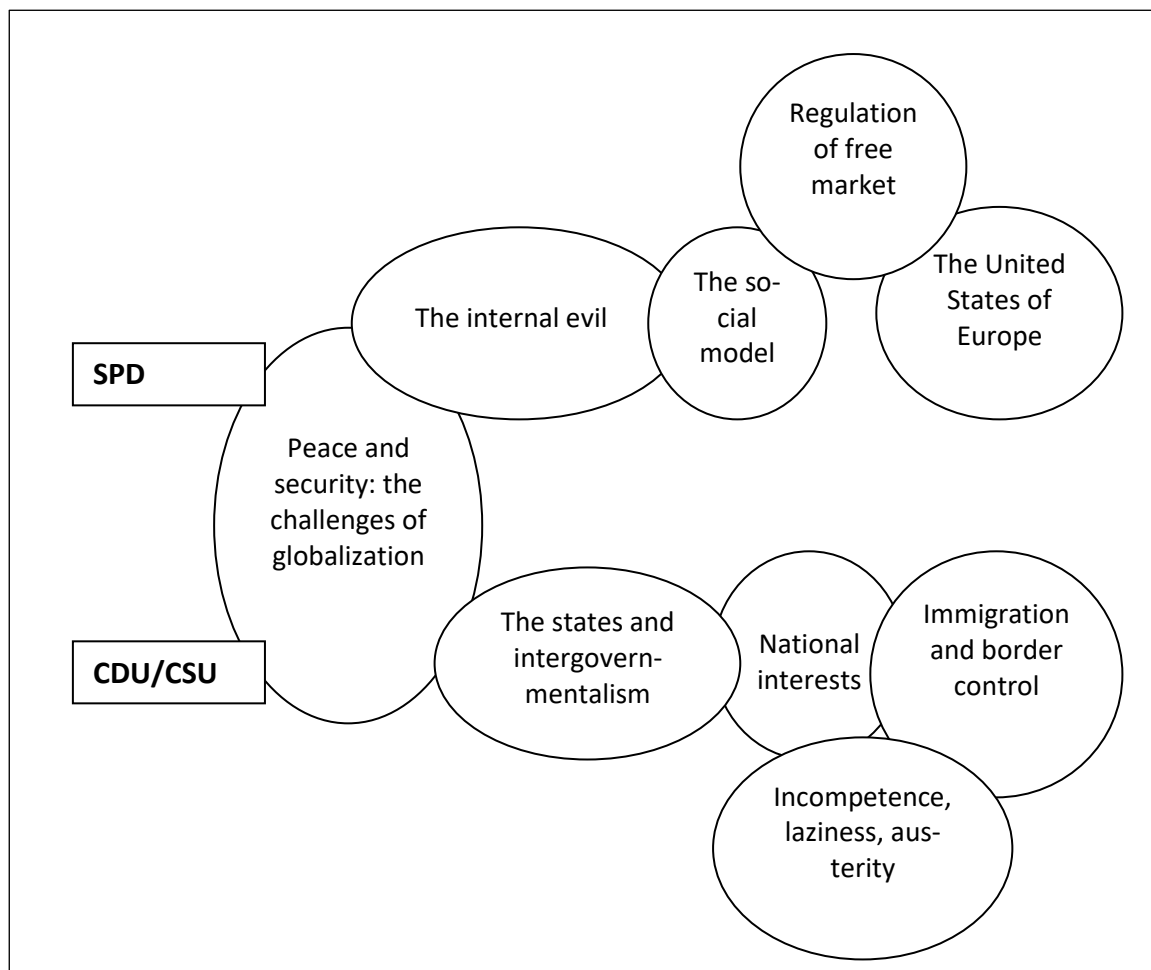 Regulation
of free
market
The United
States of
Europe
The so-
cial
model
The internal evil
SPD
Peace and
security: the
challenges of
globalization
CDU/CSU
The states and
intergovern-
mentalism
National
interests
Immigration
and border
control
Incompetence,
laziness, aus-
terity